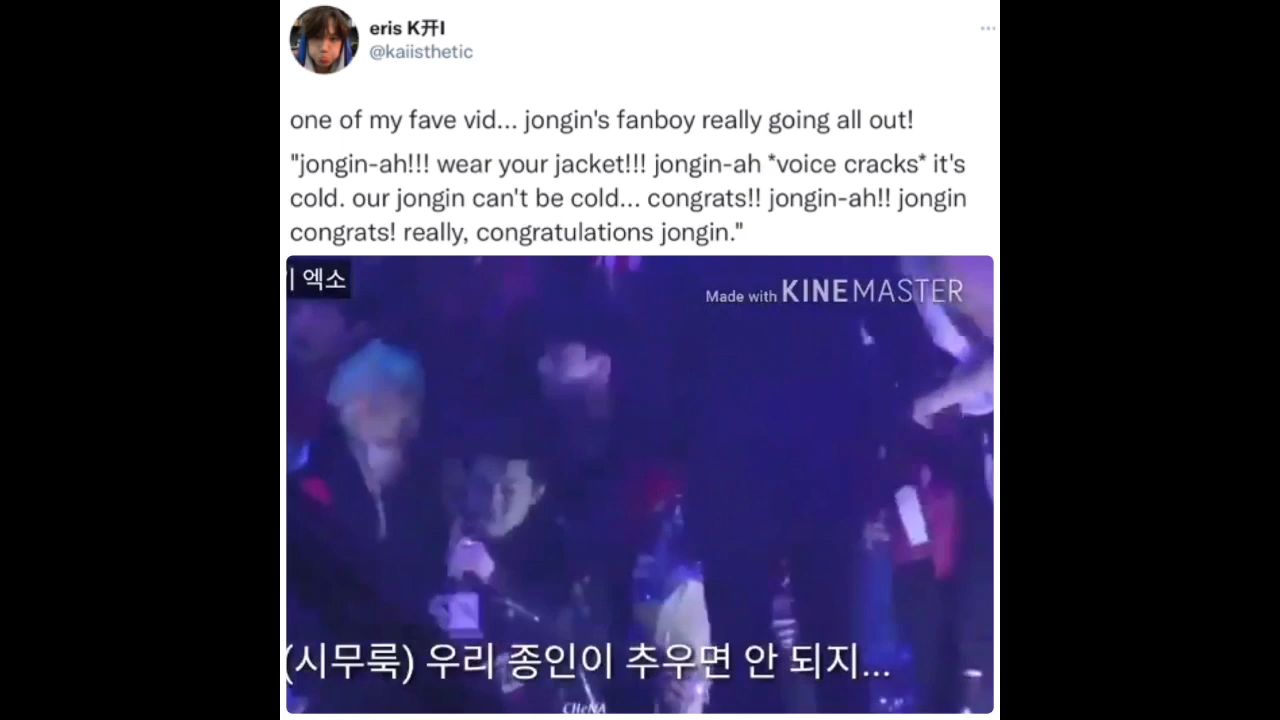 eris K开I
@kaiisthetic
one of my fave vid... jongin's fanboy really going all out!
"jongin-ah!!! wear your jacket!!! jongin-ah *voice cracks* it's
cold. our jongin can't be cold... congrats!! jongin-ah!! jongin
congrats! really, congratulations jongin."
엑소
Made with KINEMASTER
(시무룩) 우리 종인이 추우면 안 되지...
CHeNA